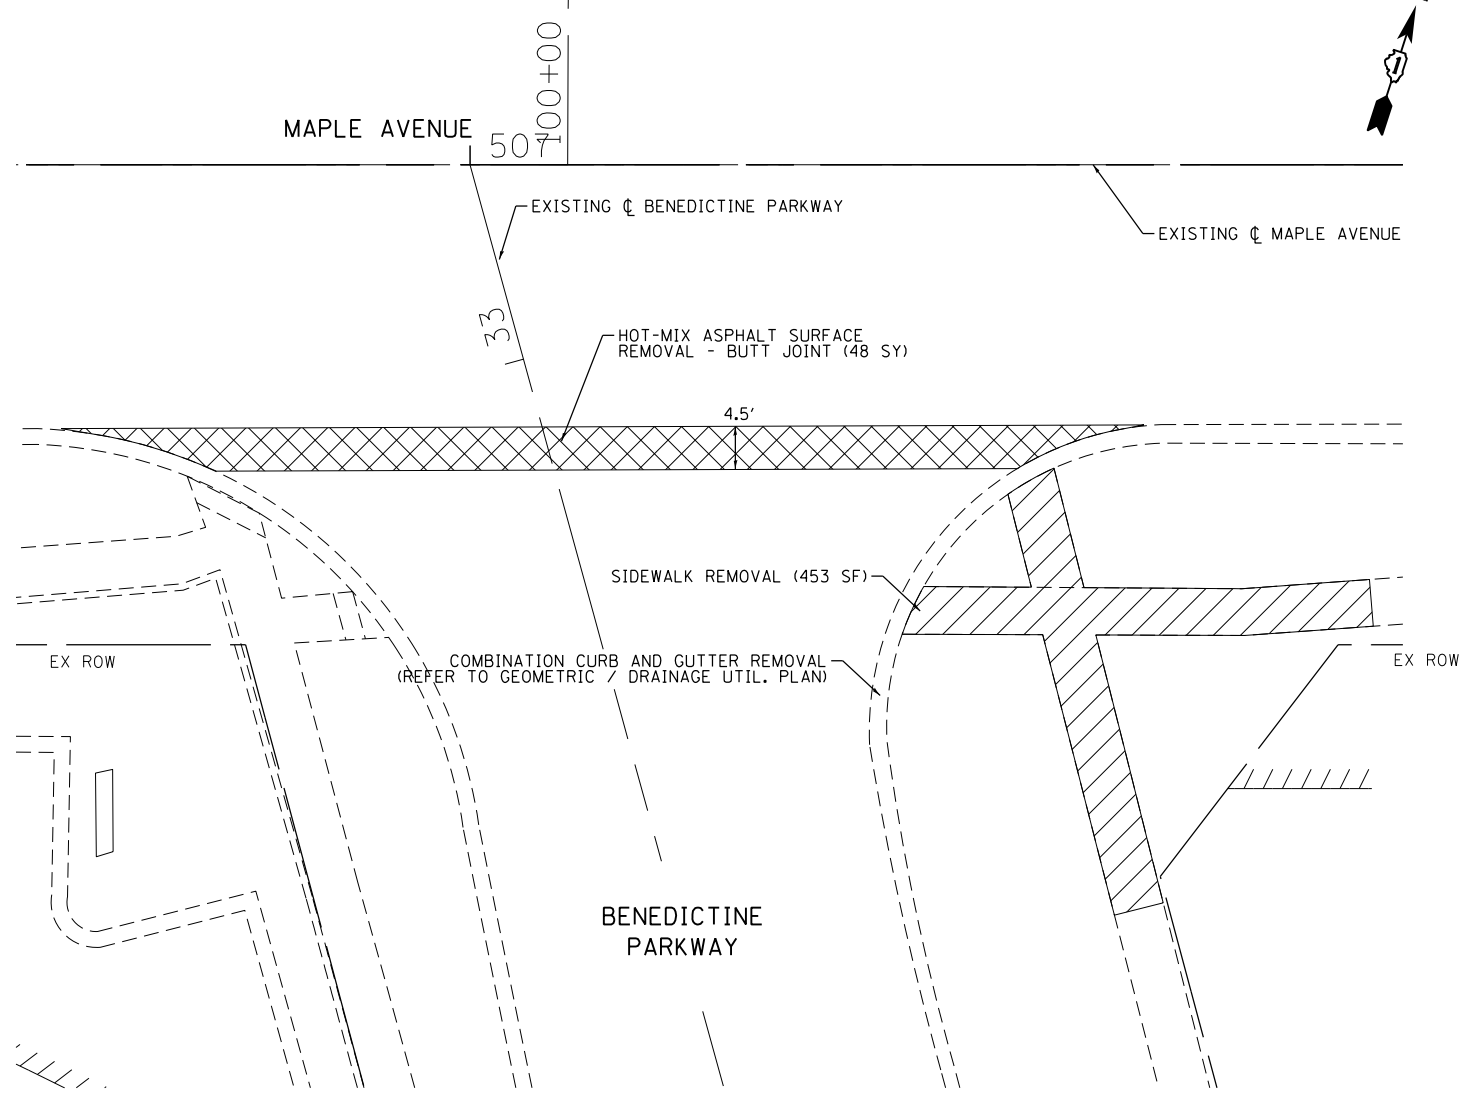 100+00
1
MAPLE AVENUE
507
EXISTING ℄ BENEDICTINE PARKWAY
EXISTING ℄ MAPLE AVENUE
33
HOT-MIX ASPHALT SURFACE
REMOVAL - BUTT JOINT (48 SY)
4.5'
SIDEWALK REMOVAL (453 SF)
EX ROW
COMBINATION CURB AND GUTTER REMOVAL
(REFER TO GEOMETRIC / DRAINAGE UTIL. PLAN)
EX ROW
BENEDICTINE
PARKWAY